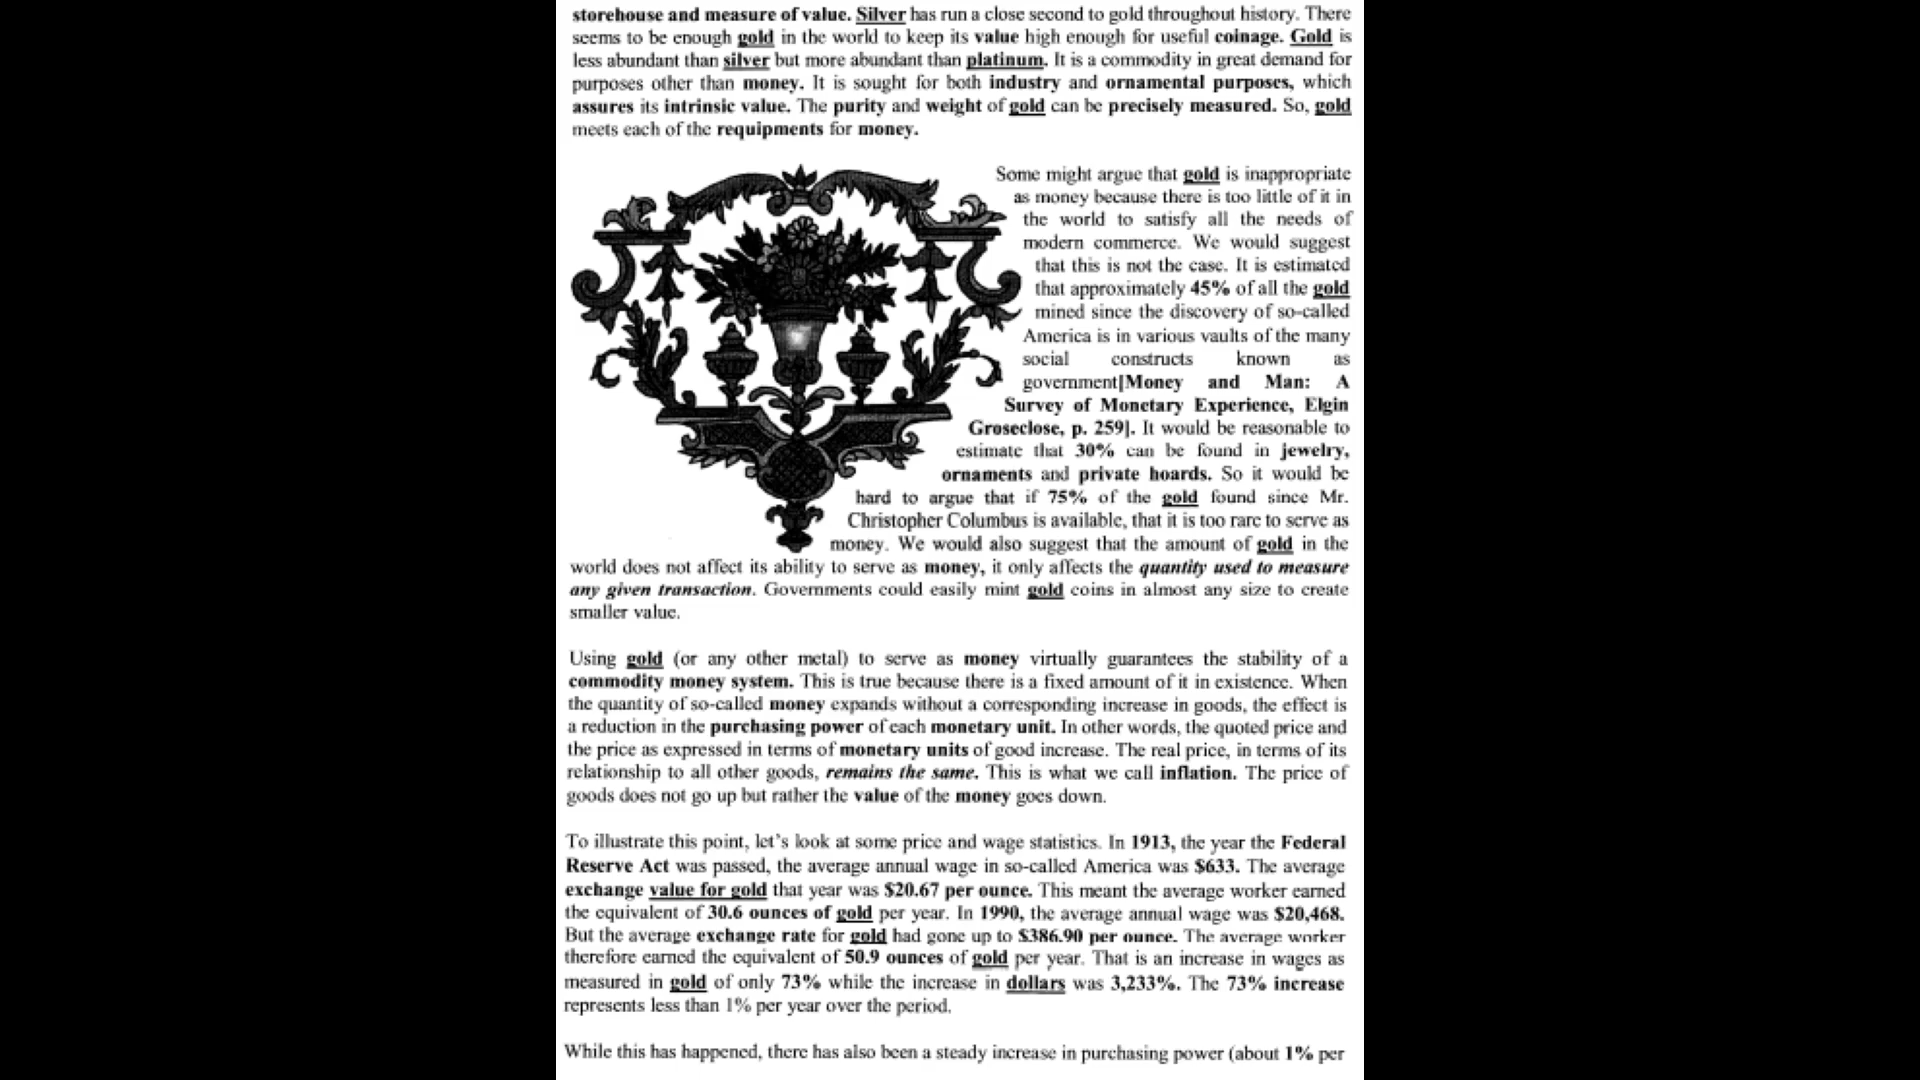 storehouse and measure of value. Silver has run a close second to gold throughout history. There
seems to be enough gold in the world to keep its value high enough for useful coinage. Gold is
less abundant than silver but more abundant than platinum. It is a commodity in great demand for
purposes other than money. It is sought for both industry and ornamental purposes, which
assures its intrinsic value. The purity and weight of gold can be precisely measured. So, gold
meets each of the requipments for money.
Some might argue that gold is inappropriate
as money because there is too little of it in
the world to satisfy all the needs of
modern commerce. We would suggest
that this is not the case. It is estimated
that approximately 45% of all the gold
mined since the discovery of so-called
America is in various vaults of the many
social constructs known as
government[Money and Man: A
Survey of Monetary Experience, Elgin
Groseclose, p. 259]. It would be reasonable to
estimate that 30% can be found in jewelry,
ornaments and private hoards. So it would be
hard to argue that if 75% of the gold found since Mr.
Christopher Columbus is available, that it is too rare to serve as
money. We would also suggest that the amount of gold in the
world does not affect its ability to serve as money, it only affects the quantity used to measure
any given transaction. Governments could easily mint gold coins in almost any size to create
smaller value.
Using gold (or any other metal) to serve as money virtually guarantees the stability of a
commodity money system. This is true because there is a fixed amount of it in existence. When
the quantity of so-called money expands without a corresponding increase in goods, the effect is
a reduction in the purchasing power of each monetary unit. In other words, the quoted price and
the price as expressed in terms of monetary units of good increase. The real price, in terms of its
relationship to all other goods, remains the same. This is what we call inflation. The price of
goods does not go up but rather the value of the money goes down.
To illustrate this point, let's look at some price and wage statistics. In 1913, the year the Federal
Reserve Act was passed, the average annual wage in so-called America was $633. The average
exchange value for gold that year was $20.67 per ounce. This meant the average worker earned
the equivalent of 30.6 ounces of gold per year. In 1990, the average annual wage was $20,468.
But the average exchange rate for gold had gone up to $386.90 per ounce. The average worker
therefore earned the equivalent of 50.9 ounces of gold per year. That is an increase in wages as
measured in gold of only 73% while the increase in dollars was 3,233%. The 73% increase
represents less than 1% per year over the period.
While this has happened, there has also been a steady increase in purchasing power (about 1% per